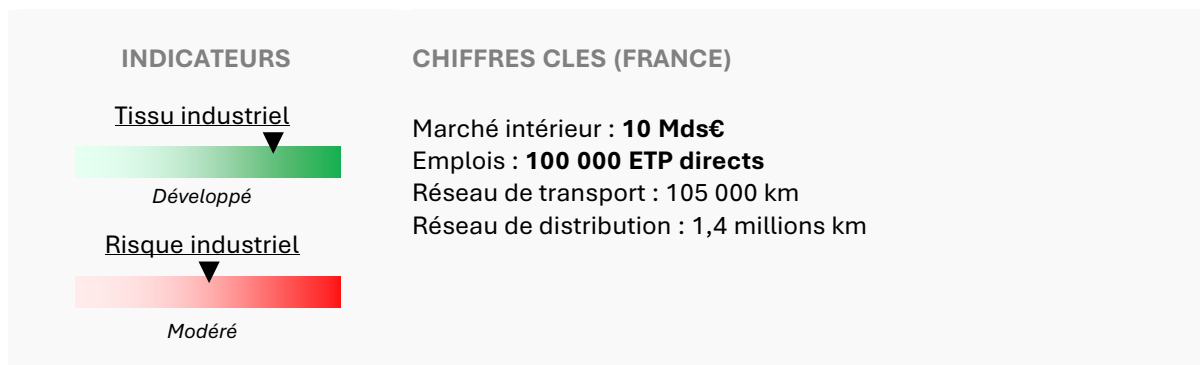 INDICATEURS
Tissu industriel
Développé
Risque industriel
Modéré
CHIFFRES CLES (FRANCE)
Marché intérieur : 10 Mds€
Emplois : 100 000 ETP directs
Réseau de transport : 105 000 km
Réseau de distribution : 1,4 millions km